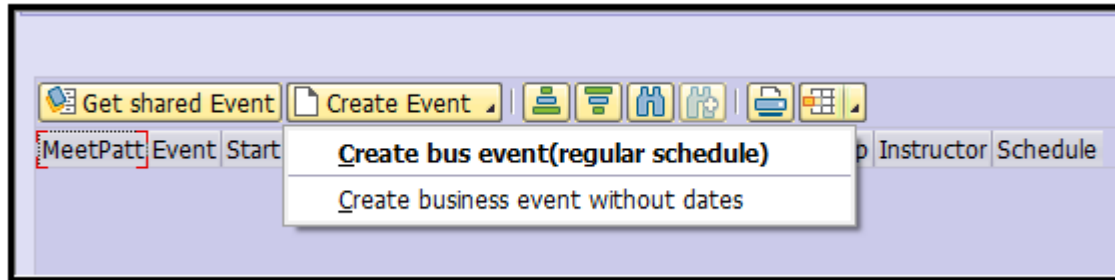 Get shared Event Create Event
MeetPatt Event Start Instructor Schedule
Create bus event(regular schedule)
Create business event without dates